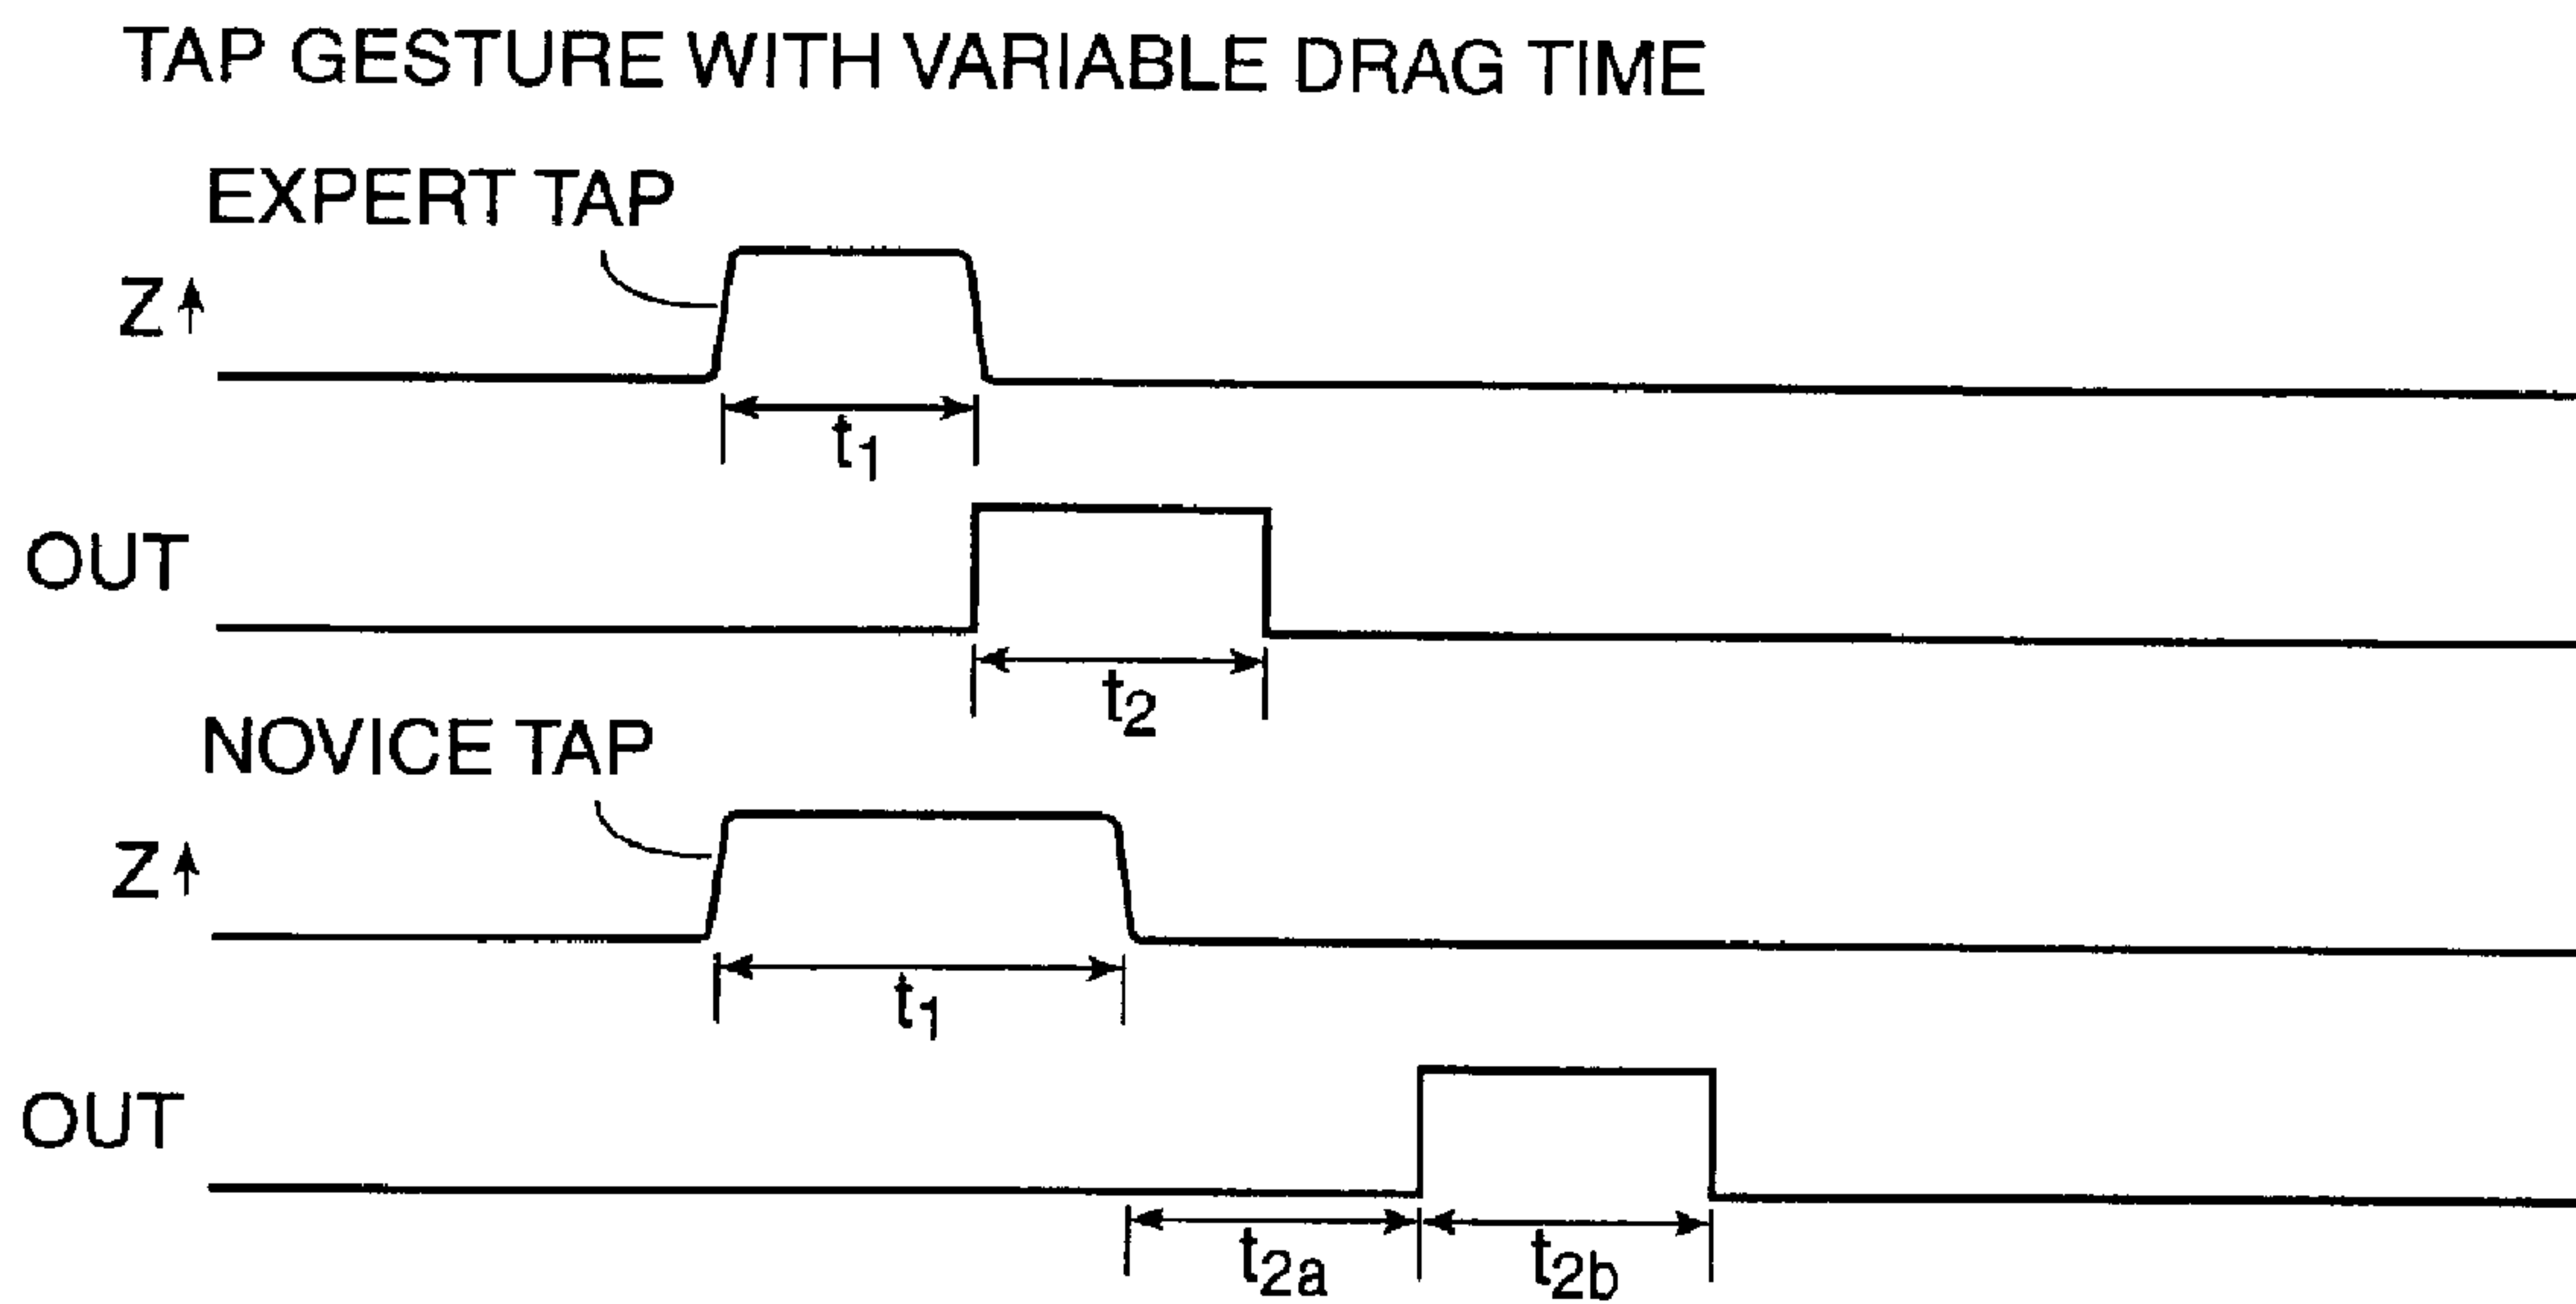 TAP GESTURE WITH VARIABLE DRAG TIME
EXPERT TAP
Z
t1
OUT
t2
NOVICE TAP
Z
t1
OUT
t2a t2b